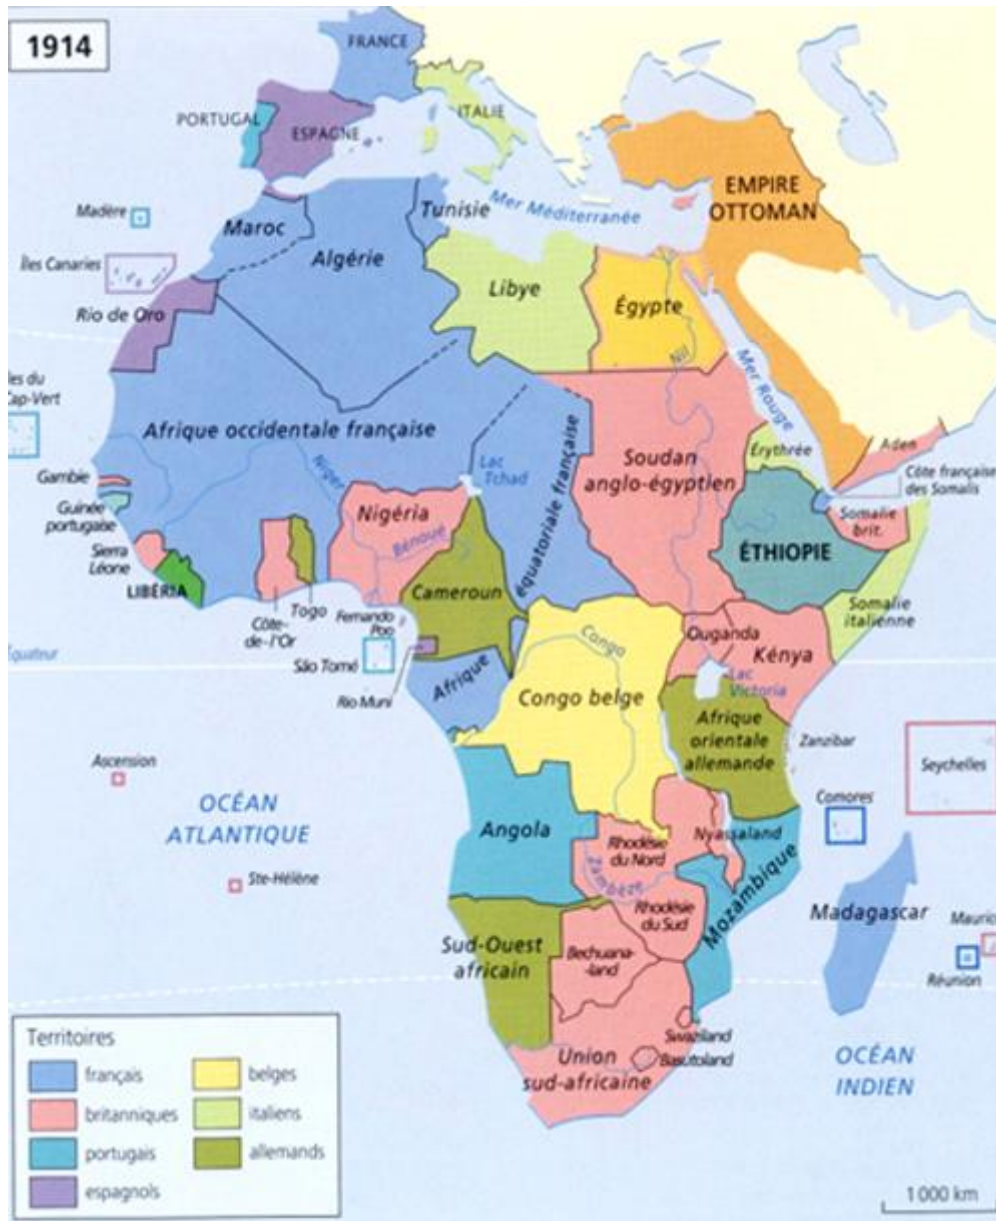 1914
FRANCE
PORTUGAL
ESPAGNE
ITALIE
Mer Méditerranée
EMPIRE
OTTOMAN
Madère
Maroc
Tunisie
Algérie
Îles Canaries
Rio de Oro
Libye
Égypte
Nil
Mer Rouge
Afrique occidentale française
Niger
Lac
Tchad
équatoriale française
Soudan
anglo-égyptien
Érythrée
Aden
Côte française
des Somalis
Gambie
Guinée
portugaise
Sierra
Léone
LIBÉRIA
Nigéria
Bénoué
Cameroun
Somalie
brit.
ÉTHIOPIE
Somalie
italienne
Côte-
de-l'Or
Togo
Fernando
Poo
São Tomé
Rio Muni
Afrique
Congo
Congo belge
Ouganda
Kénya
Lac
Victoria
Afrique
orientale
allemande
Zanzibar
Seychelles
Comores
Ascension
OCÉAN
ATLANTIQUE
Ste-Hélène
Angola
Rhodésie
du Nord
Nyassaland
Zambèze
Rhodésie
du Sud
Mozambique
Madagascar
Réunion
Sud-Ouest
africain
Bechuana-
-land
Swaziland
Basutoland
Union
sud-africaine
OCÉAN
INDIEN
Territoires
français
britanniques
portugais
espagnols
belges
italiens
allemands
1 000 km